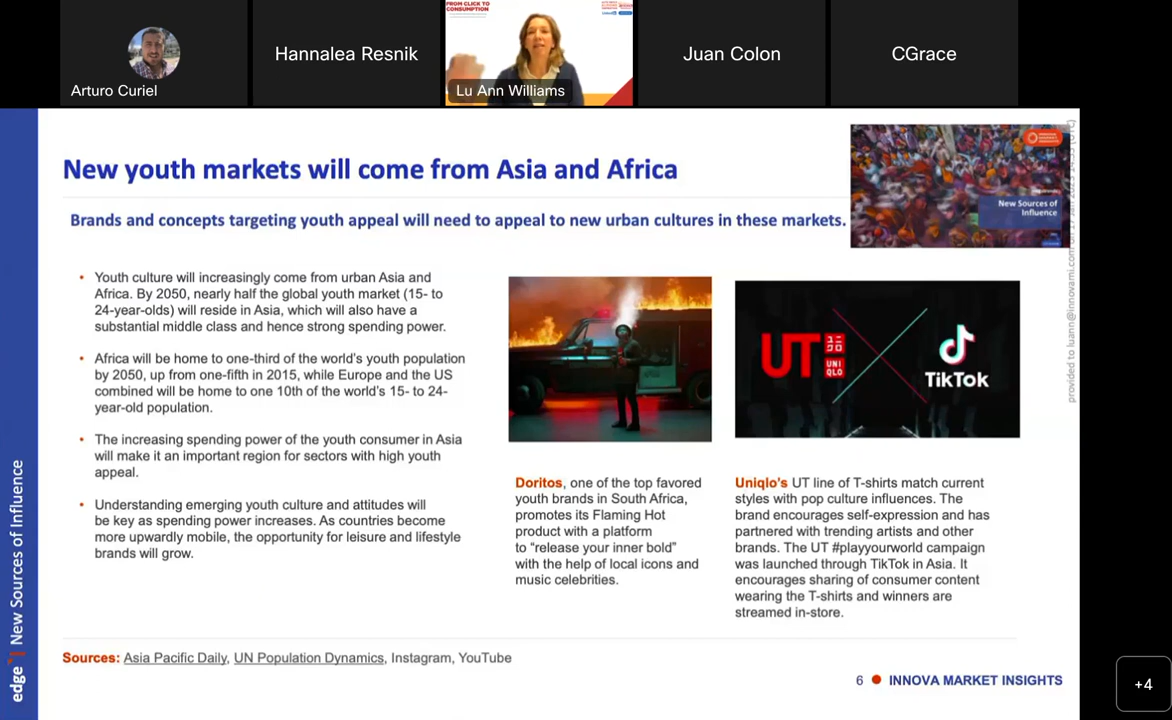 FROM CLICK TO
CONSUMPTION
Hannalea Resnik
Juan Colon
CGrace
Arturo Curiel
Lu Ann Williams
New youth markets will come from Asia and Africa
Brands and concepts targeting youth appeal will need to appeal to new urban cultures in these markets.
New Sources of
Influence
• Youth culture will increasingly come from urban Asia and
Africa. By 2050, nearly half the global youth market (15- to
24-year-olds) will reside in Asia, which will also have a
substantial middle class and hence strong spending power.
• Africa will be home to one-third of the world's youth population
by 2050, up from one-fifth in 2015, while Europe and the US
combined will be home to one 10th of the world's 15- to 24-
year-old population.
• The increasing spending power of the youth consumer in Asia
will make it an important region for sectors with high youth
appeal.
• Understanding emerging youth culture and attitudes will
be key as spending power increases. As countries become
more upwardly mobile, the opportunity for leisure and lifestyle
brands will grow.
UT
UNI
QLO
TikTok
Doritos, one of the top favored
youth brands in South Africa,
promotes its Flaming Hot
product with a platform
to “release your inner bold”
with the help of local icons and
music celebrities.
Uniqlo's UT line of T-shirts match current
styles with pop culture influences. The
brand encourages self-expression and has
partnered with trending artists and other
brands. The UT #playyourworld campaign
was launched through TikTok in Asia. It
encourages sharing of consumer content
wearing the T-shirts and winners are
streamed in-store.
provided to luann@innovami.com
edge | New Sources of Influence
Sources: Asia Pacific Daily, UN Population Dynamics, Instagram, YouTube
6 INNOVA MARKET INSIGHTS
+4